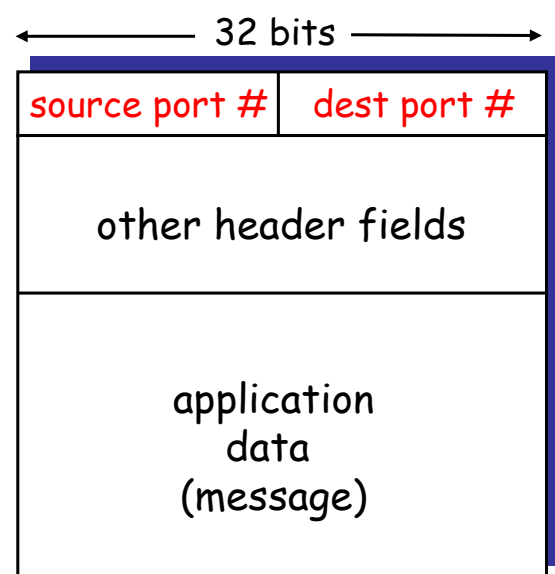 32 bits
source port # dest port #
other header fields
application
data
(message)